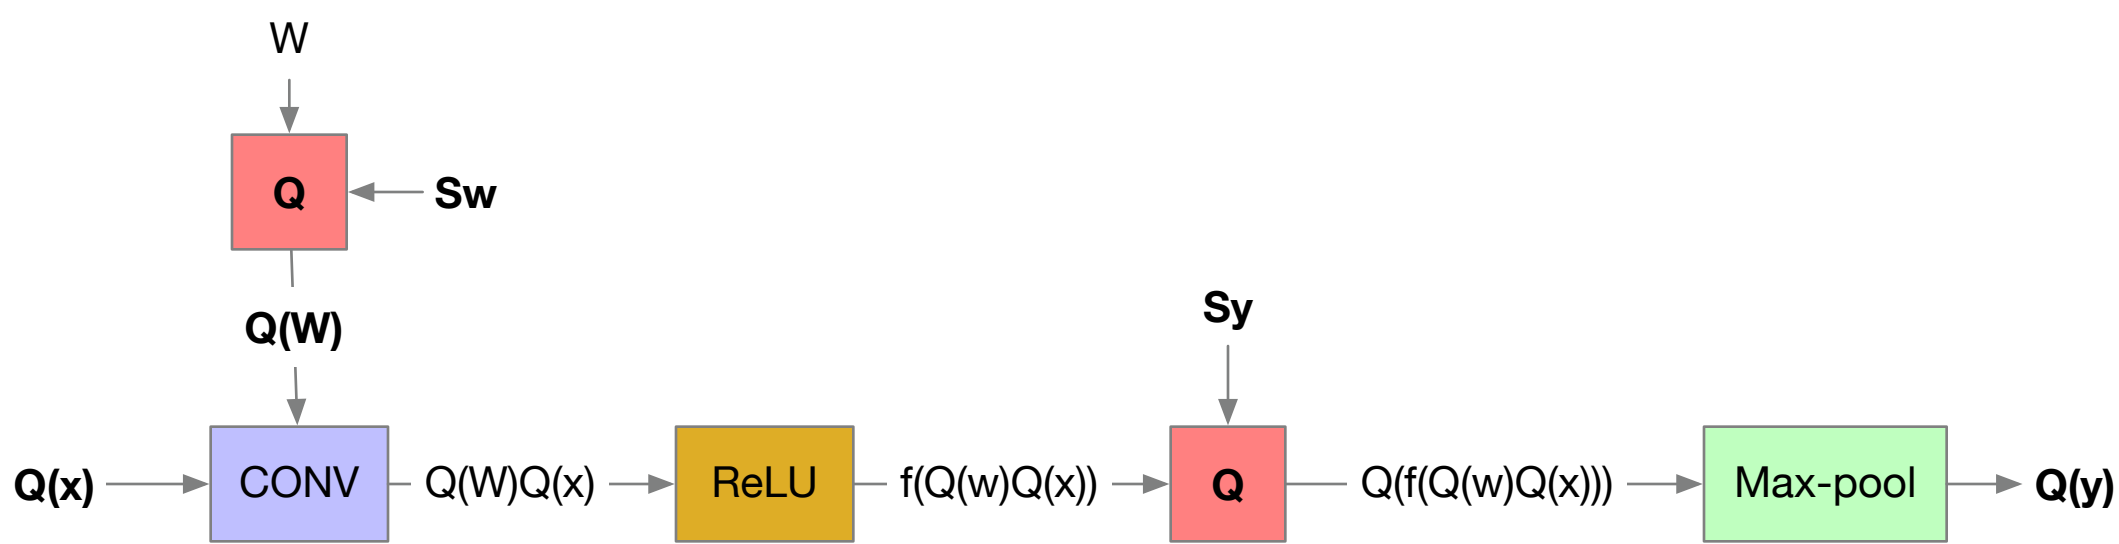 W
Q
Sw
Q(W)
Sy
Q(x)
CONV
Q(W)Q(x)
ReLU
f(Q(w)Q(x))
Q
Q(f(Q(w)Q(x)))
Max-pool
Q(y)